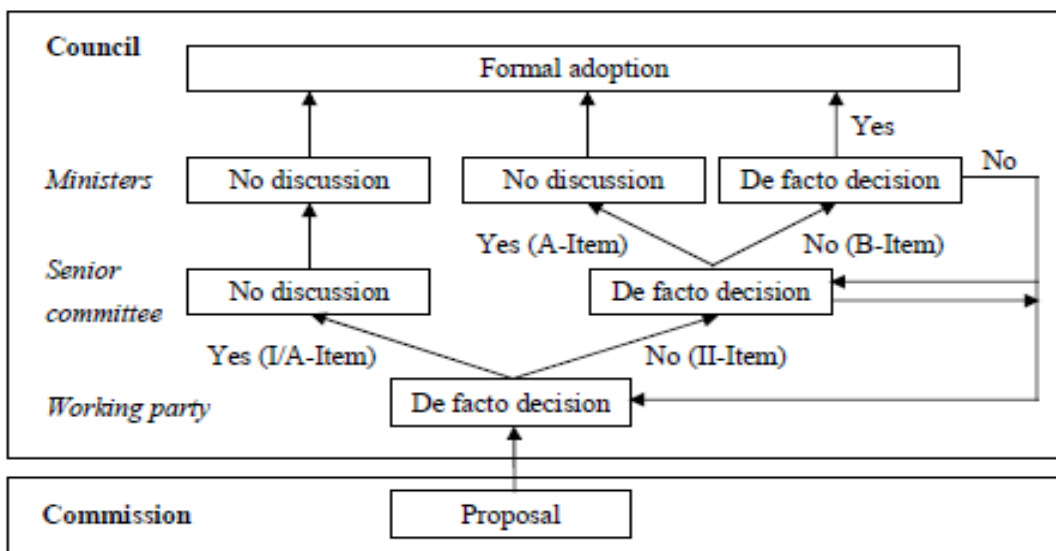 Council
Formal adoption
Yes
No
Ministers
No discussion
No discussion
De facto decision
Yes (A-Item)
No (B-Item)
Senior
committee
No discussion
De facto decision
Yes (I/A-Item)
No (II-Item)
Working party
De facto decision
Commission
Proposal